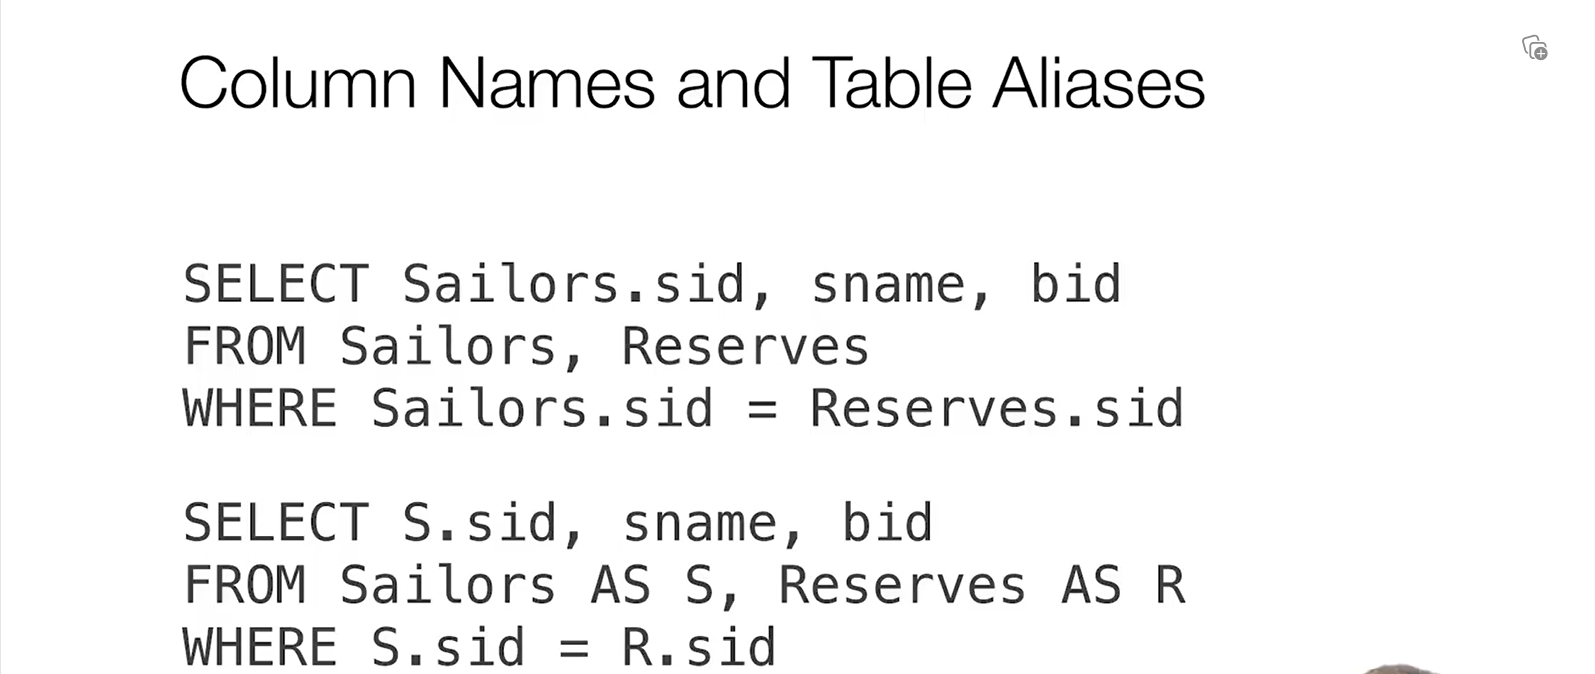 Column Names and Table Aliases
SELECT Sailors.sid, sname, bid
FROM Sailors, Reserves
WHERE Sailors.sid = Reserves.sid
SELECT S.sid, sname, bid
FROM Sailors AS S, Reserves AS R
WHERE S.sid = R.sid